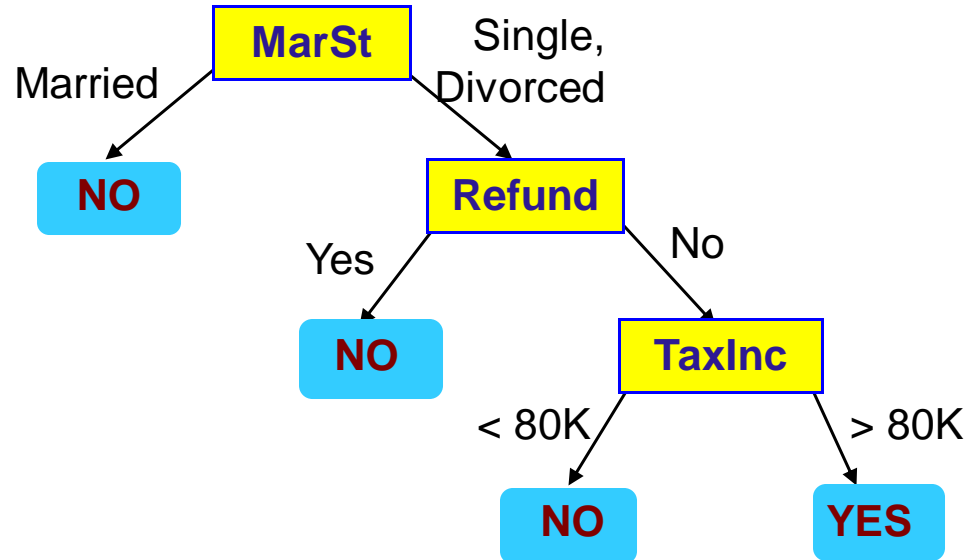 MarSt
Single,
Married
Divorced
NO
Refund
Yes
No
NO
TaxInc
< 80K
> 80K
NO
YES